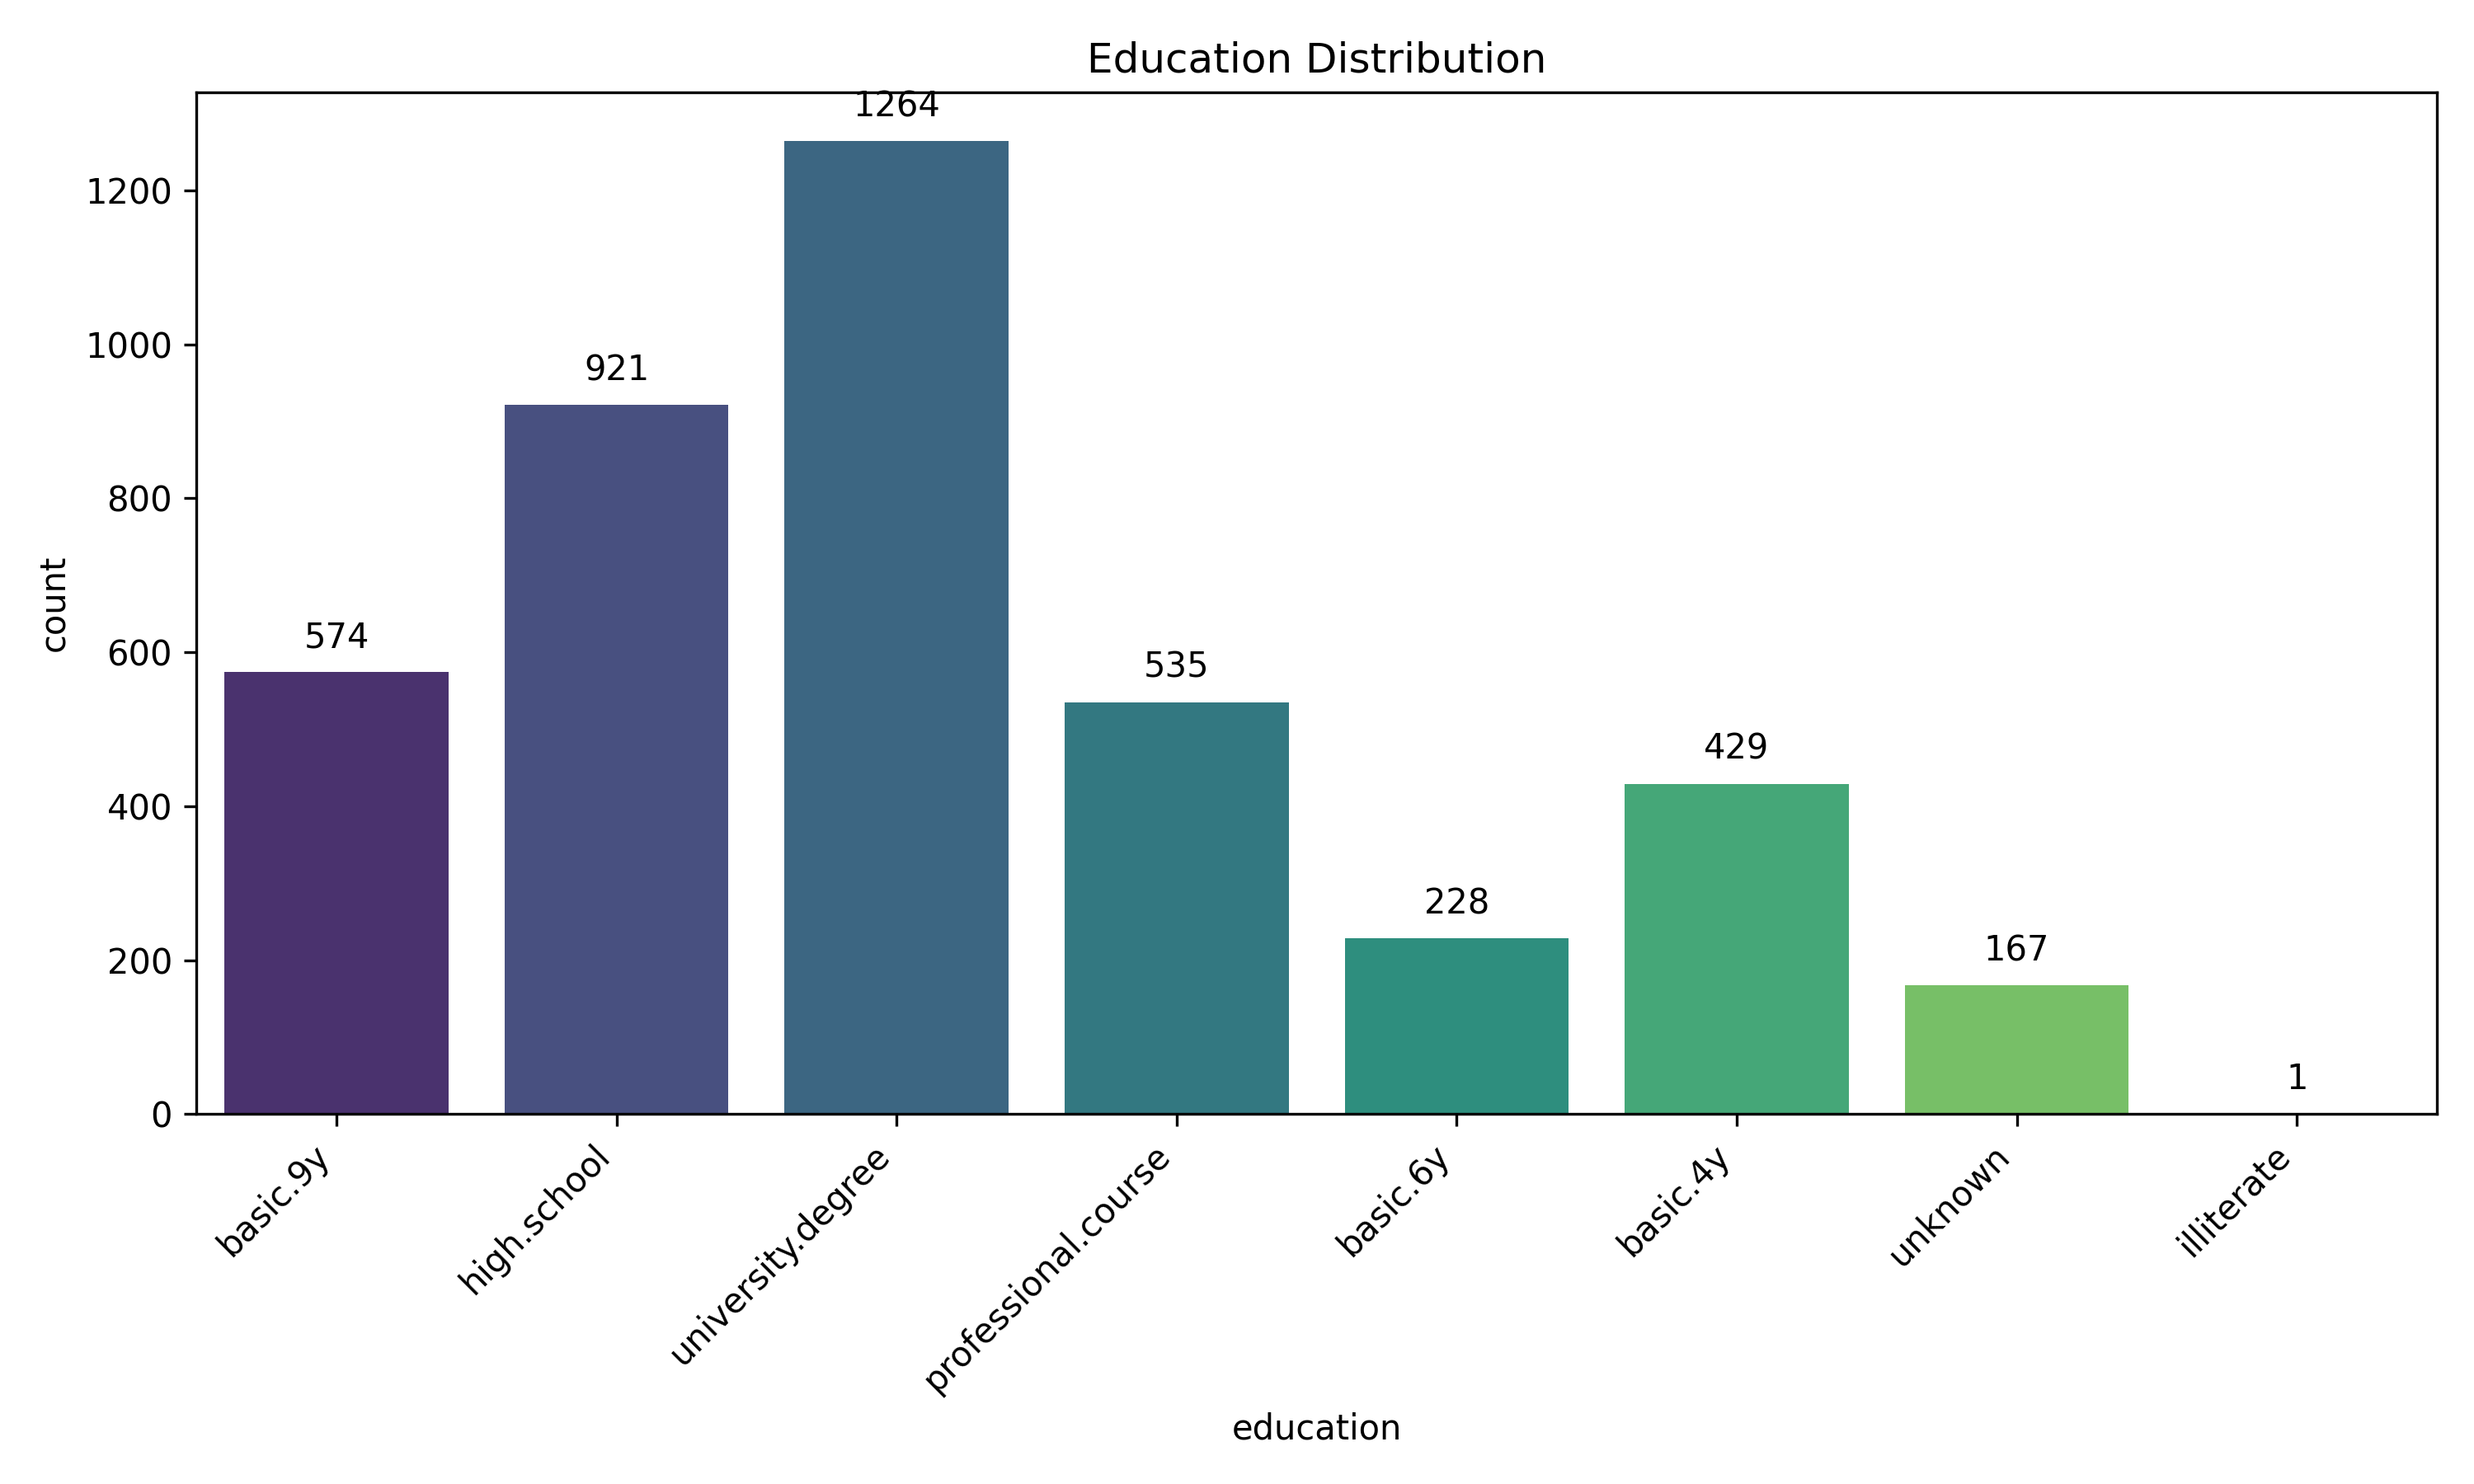 Education Distribution
1264
1200
1000
921
800
count
600
574
535
429
400
228
200
167
1
0
basic.9y
high.school
university.degree
professional.course
basic.6y
basic.4y
unknown
illiterate
education